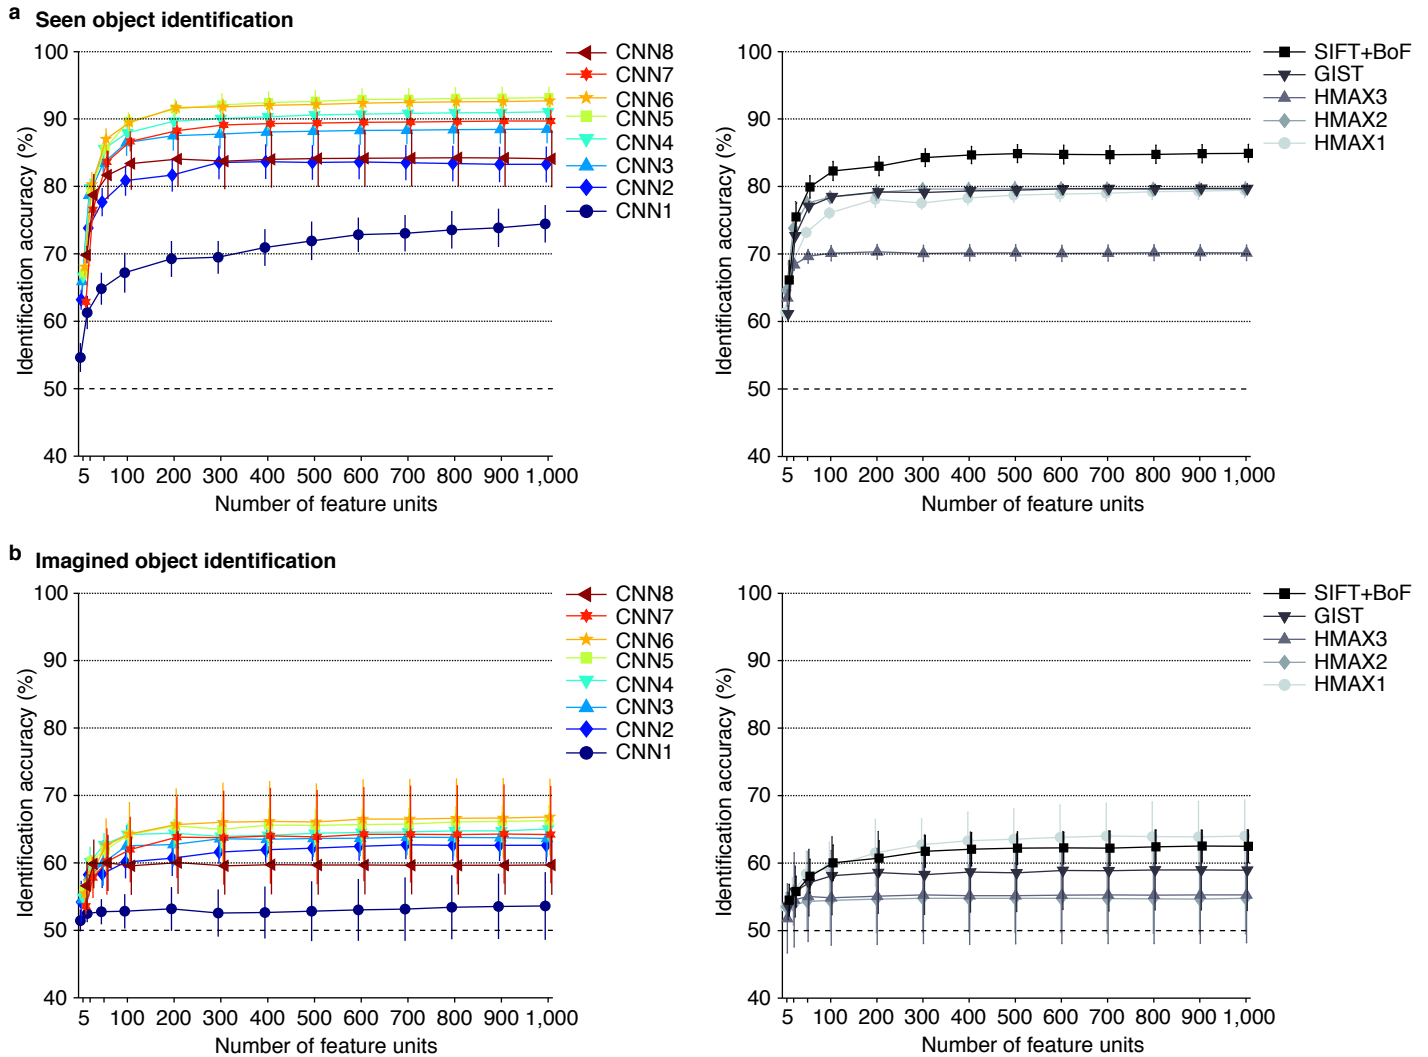 a Seen object identification
100
90
80
70
60
50
40
Identification accuracy (%)
5 100 200 300 400 500 600 700 800 900 1,000
Number of feature units
CNN8
CNN7
CNN6
CNN5
CNN4
CNN3
CNN2
CNN1
100
90
80
70
60
50
40
Identification accuracy (%)
5 100 200 300 400 500 600 700 800 900 1,000
Number of feature units
SIFT+BoF
GIST
HMAX3
HMAX2
HMAX1
b Imagined object identification
100
90
80
70
60
50
40
Identification accuracy (%)
5 100 200 300 400 500 600 700 800 900 1,000
Number of feature units
CNN8
CNN7
CNN6
CNN5
CNN4
CNN3
CNN2
CNN1
100
90
80
70
60
50
40
Identification accuracy (%)
5 100 200 300 400 500 600 700 800 900 1,000
Number of feature units
SIFT+BoF
GIST
HMAX3
HMAX2
HMAX1